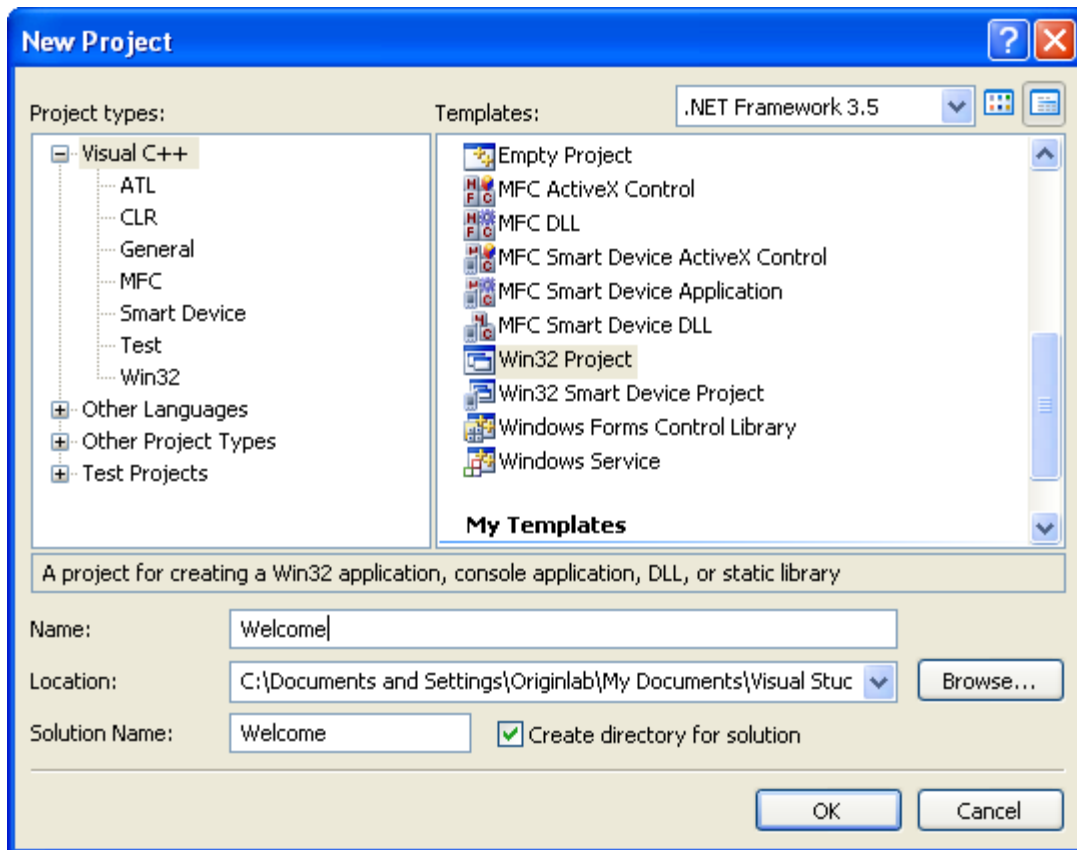 New Project
Project types:
Templates:
.NET Framework 3.5
Visual C++
ATL
CLR
General
MFC
Smart Device
Test
Win32
Other Languages
Other Project Types
Test Projects
Empty Project
MFC ActiveX Control
MFC DLL
MFC Smart Device ActiveX Control
MFC Smart Device Application
MFC Smart Device DLL
Win32 Project
Win32 Smart Device Project
Windows Forms Control Library
Windows Service
My Templates
A project for creating a Win32 application, console application, DLL, or static library
Name:
Welcome
Location:
C:\Documents and Settings\Originlab\My Documents\Visual Stuc
Browse...
Solution Name:
Welcome
Create directory for solution
OK
Cancel